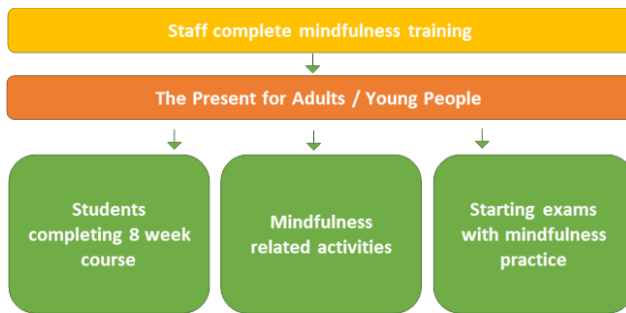 Staff complete mindfulness training
The Present for Adults / Young People
Students
completing 8 week
course
Mindfulness
related activities
Starting exams
with mindfulness
practice